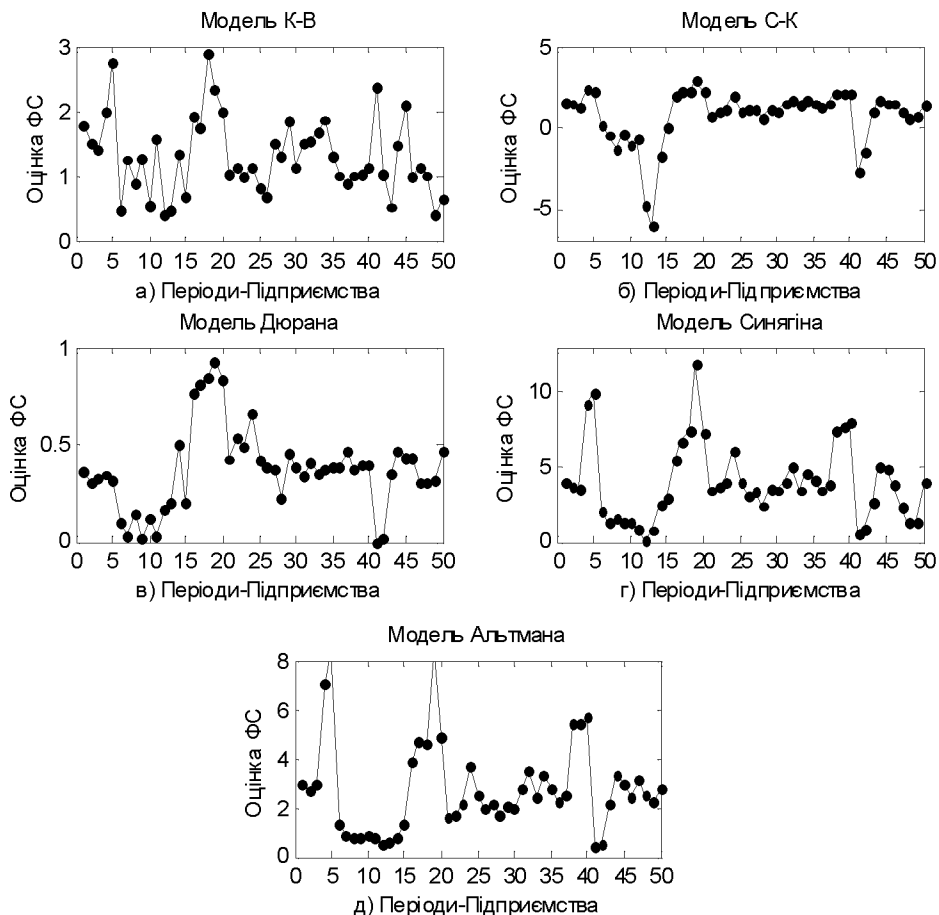 Модель К-В
Модель С-К
Оцінка ФС
3
2
1
0
0 5 10 15 20 25 30 35 40 45 50
а) Періоди-Підприємства
Оцінка ФС
5
0
-5
0 5 10 15 20 25 30 35 40 45 50
б) Періоди-Підприємства
Модель Дюрана
Модель Синягіна
Оцінка ФС
1
0.5
0
0 5 10 15 20 25 30 35 40 45 50
в) Періоди-Підприємства
Оцінка ФС
10
5
0
0 5 10 15 20 25 30 35 40 45 50
г) Періоди-Підприємства
Модель Альтмана
Оцінка ФС
8
6
4
2
0
0 5 10 15 20 25 30 35 40 45 50
д) Періоди-Підприємства